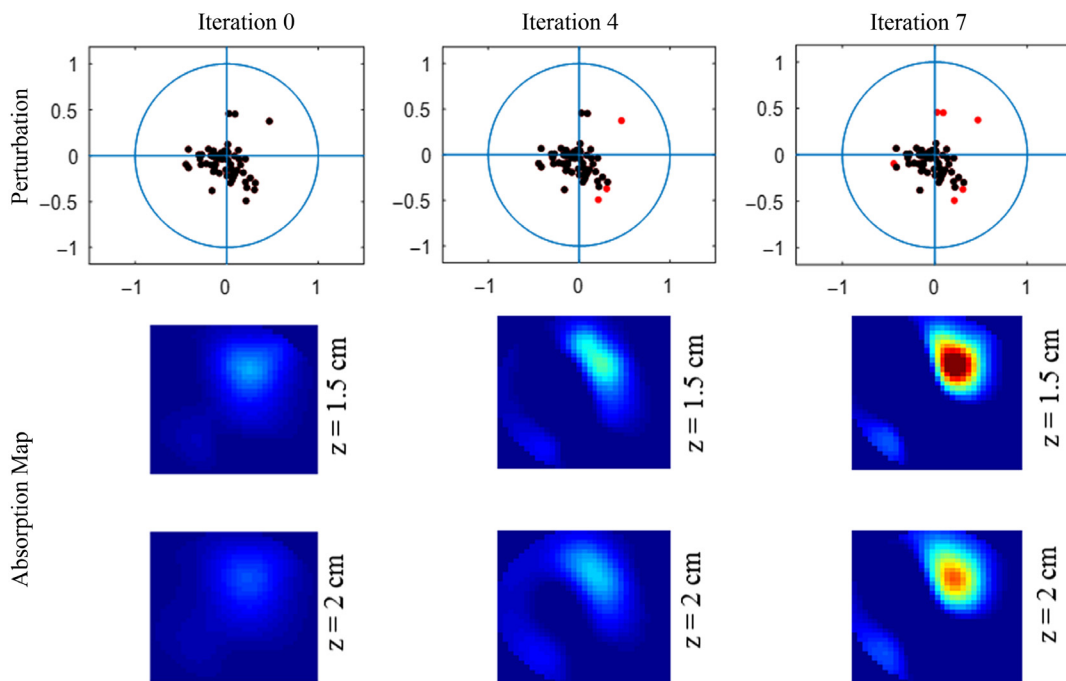 Iteration 0
Iteration 4
Iteration 7
Perturbation
1
0.5
0
−0.5
−1
−1
0
1
1
0.5
0
−0.5
−1
−1
0
1
1
0.5
0
−0.5
−1
−1
0
1
Absorption Map
z = 1.5 cm
z = 1.5 cm
z = 1.5 cm
z = 2 cm
z = 2 cm
z = 2 cm